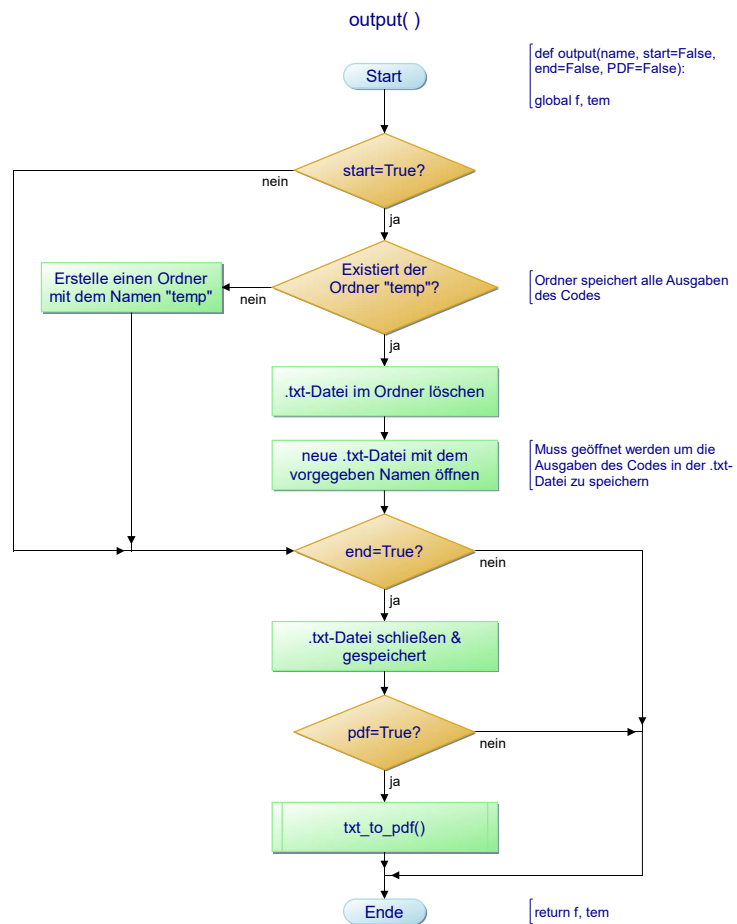 output( )
Start
def output(name, start=False,
end=False, PDF=False):
global f, tem
start=True?
nein
ja
Existiert der
Ordner "temp"?
Erstelle einen Ordner
mit dem Namen "temp"
nein
Ordner speichert alle Ausgaben
des Codes
ja
.txt-Datei im Ordner löschen
neue .txt-Datei mit dem
vorgegeben Namen öffnen
Muss geöffnet werden um die
Ausgaben des Codes in der .txt-
Datei zu speichern
end=True?
nein
ja
.txt-Datei schließen &
gespeichert
pdf=True?
nein
ja
txt_to_pdf()
Ende
return f, tem